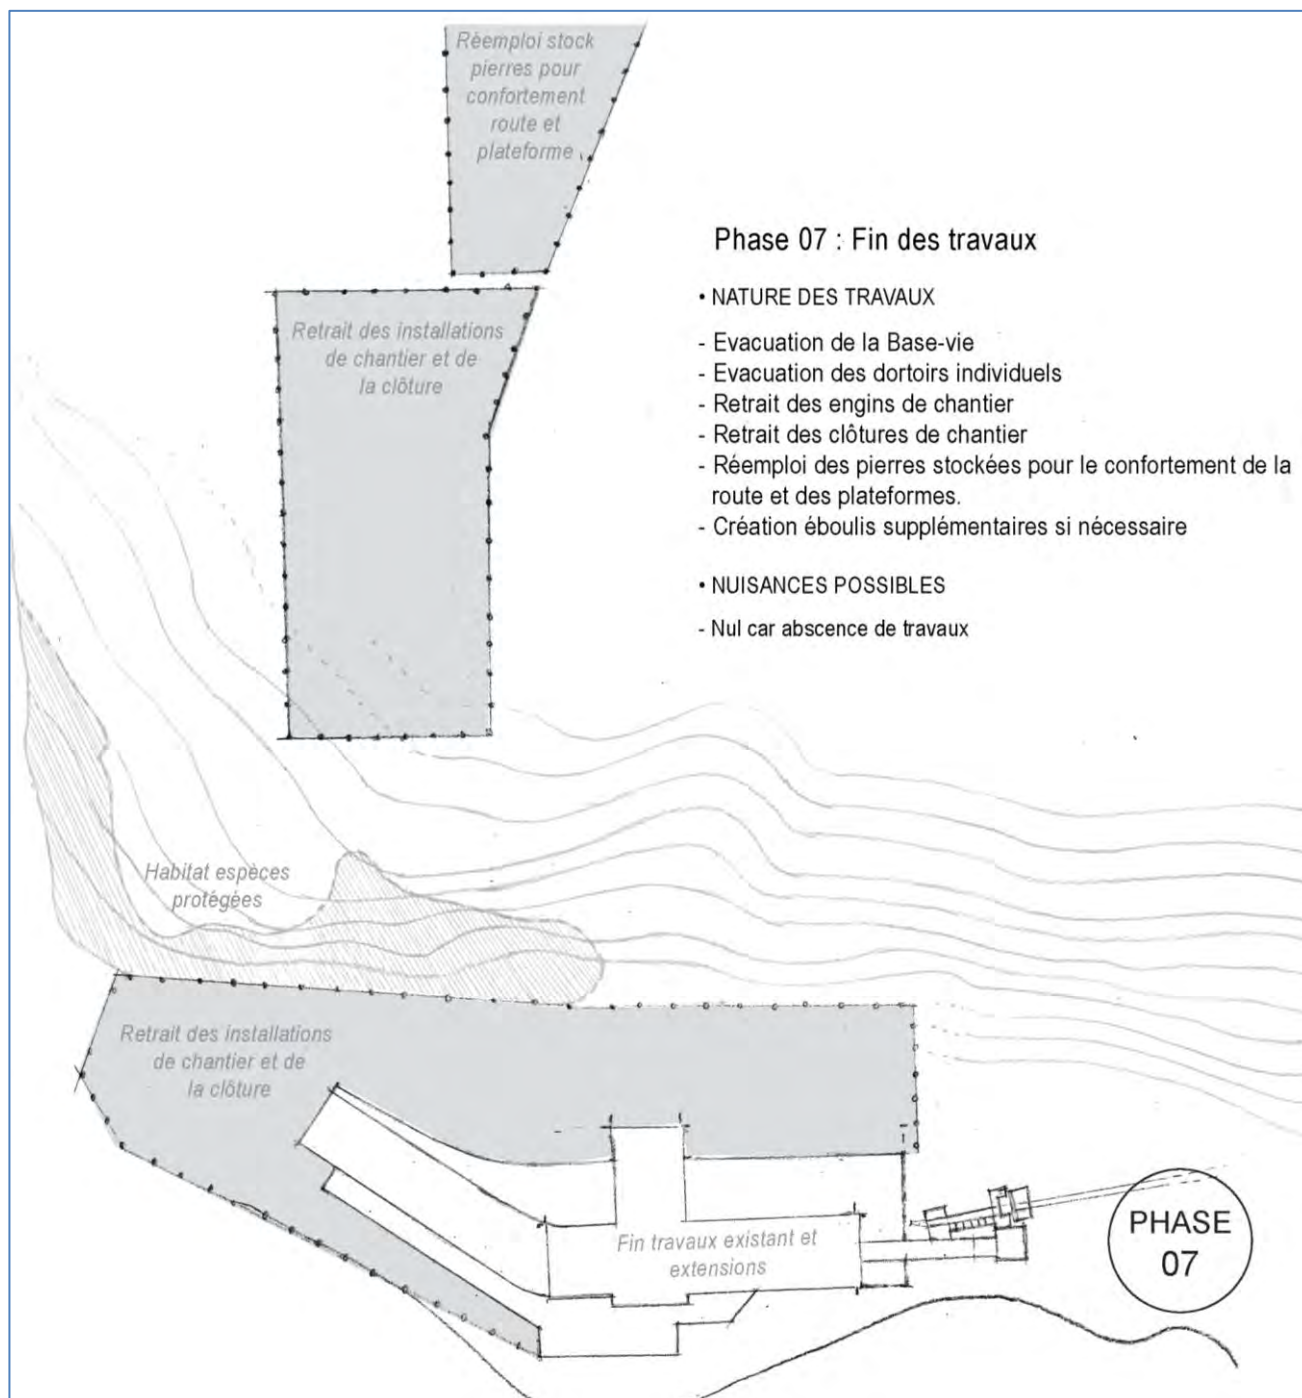 Réemploi stock
pierres pour
confortement
route et
plateforme
Phase 07 : Fin des travaux
• NATURE DES TRAVAUX
- Evacuation de la Base-vie
- Evacuation des dortoirs individuels
- Retrait des engins de chantier
- Retrait des clôtures de chantier
- Réemploi des pierres stockées pour le confortement de la
route et des plateformes.
- Création éboulis supplémentaires si nécessaire
• NUISANCES POSSIBLES
- Nul car abscence de travaux
Retrait des installations
de chantier et de
la clôture
Habitat espèces
protégées
Retrait des installations
de chantier et de
la clôture
Fin travaux existant et
extensions
PHASE
07